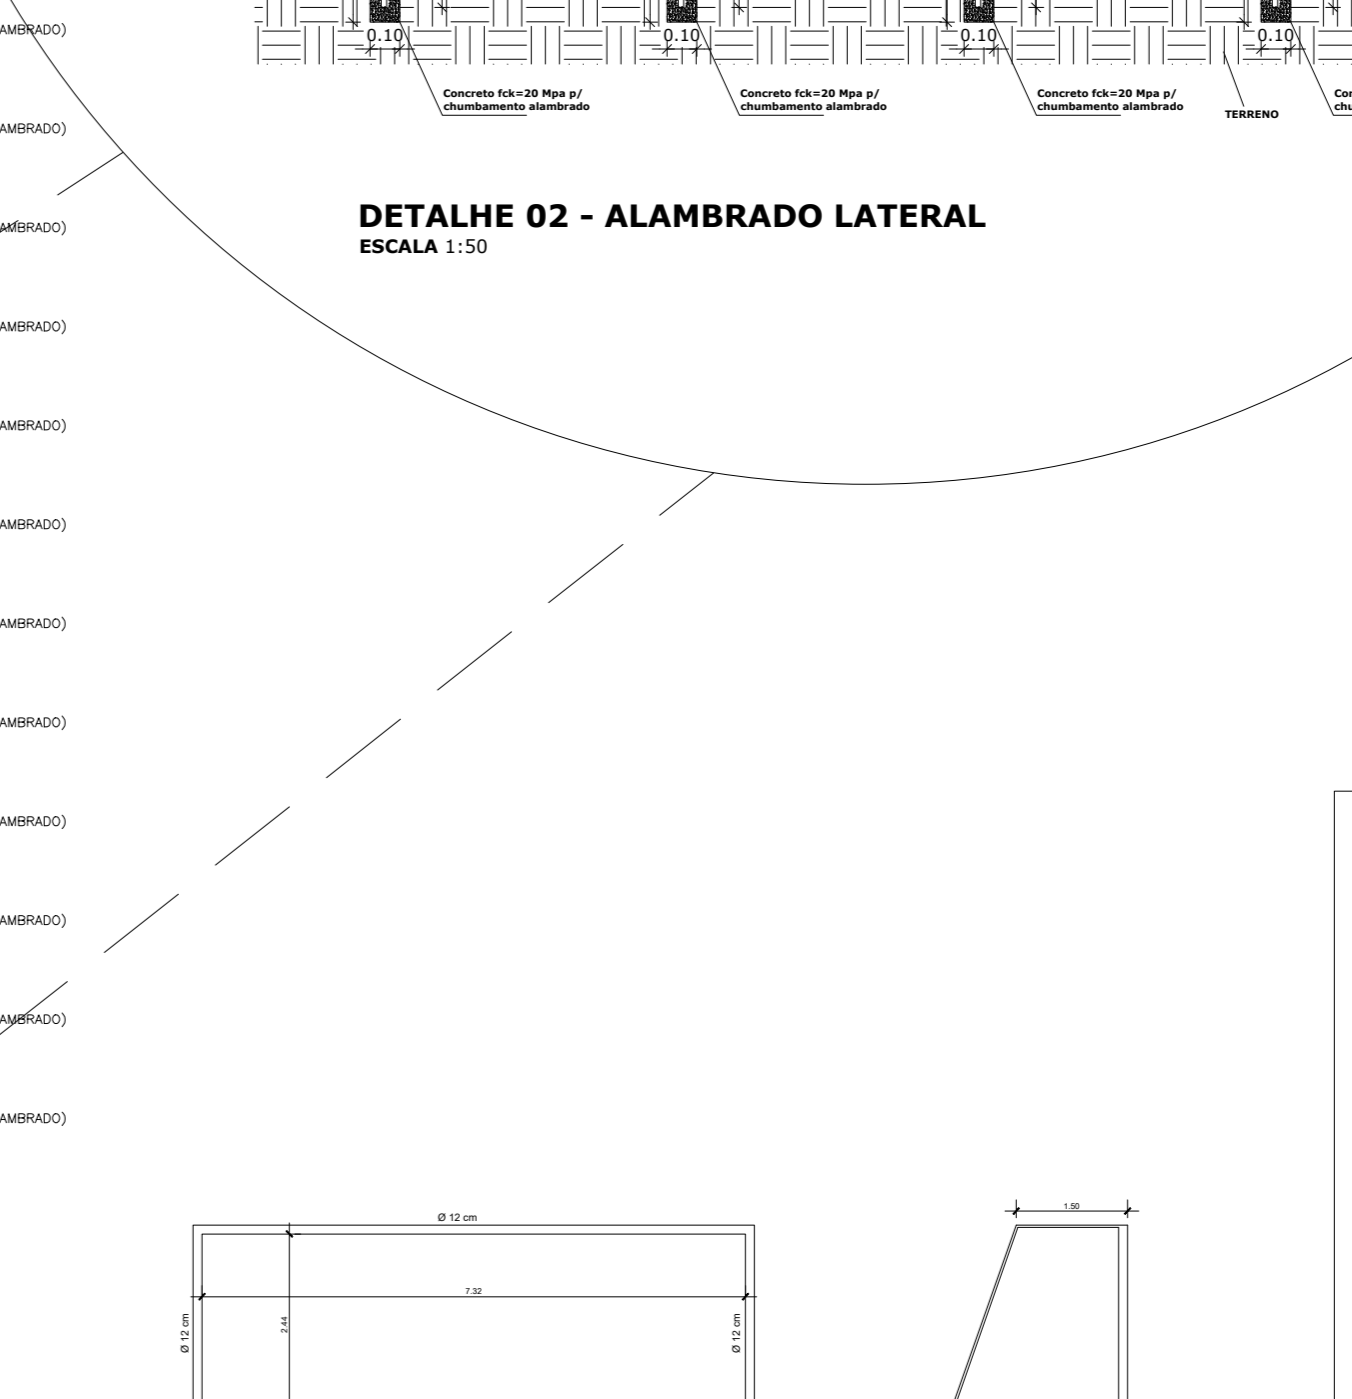 AMBRADO)
0.10
0.10
0.10
0.10
Concreto fck=20 Mpa p/
chumbamento alambrado
Concreto fck=20 Mpa p/
chumbamento alambrado
Concreto fck=20 Mpa p/
chumbamento alambrado
TERRENO
Con
chu
AMBRADO)
DETALHE 02 - ALAMBRADO LATERAL
ESCALA 1:50
AMBRADO)
AMBRADO)
AMBRADO)
AMBRADO)
AMBRADO)
AMBRADO)
AMBRADO)
AMBRADO)
AMBRADO)
AMBRADO)
Ø 12 cm
1.50
7.32
2.44
Ø 12 cm
Ø 12 cm